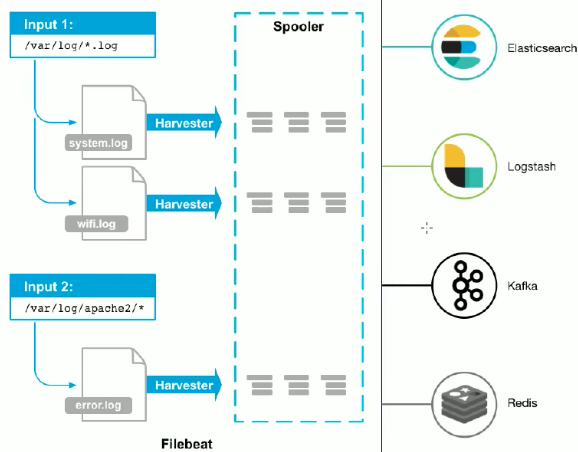 Input 1:
/var/log/*.log
system.log
Harvester
wifi.log
Harvester
Input 2:
/var/log/apache2/*
error.log
Harvester
Filebeat
Spooler
Elasticsearch
Logstash
Kafka
Redis